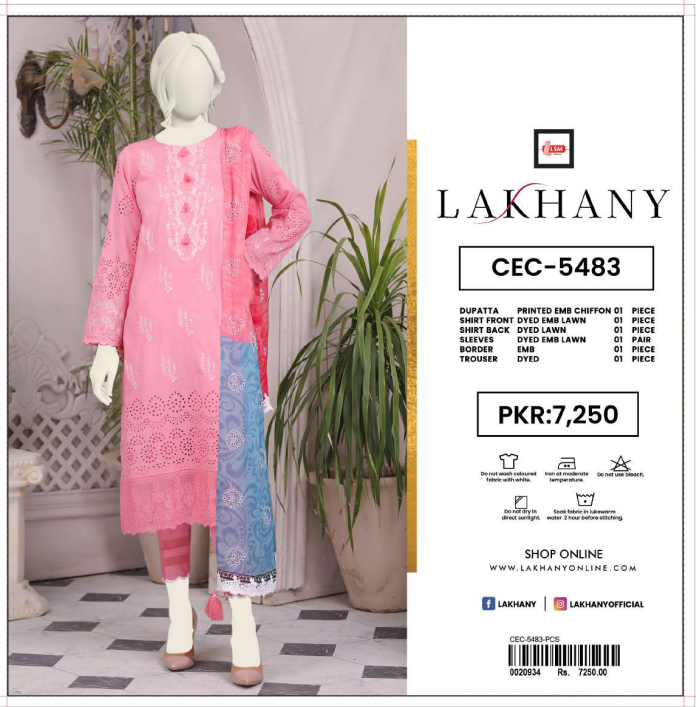 LSM
LAKHANY
CEC-5483
DUPATTA PRINTED EMB CHIFFON 01 PIECE
SHIRT FRONT DYED EMB LAWN 01 PIECE
SHIRT BACK DYED LAWN 01 PIECE
SLEEVES DYED EMB LAWN 01 PAIR
BORDER EMB 01 PIECE
TROUSER DYED 01 PIECE
PKR:7,250
Do not wash coloured
fabric with white.
Iron at moderate
temperature.
Do not use bleach.
Do not dry in
direct sunlight.
Soak fabric in lukewarm
water 2 hour before stitching.
SHOP ONLINE
WWW.LAKHANYONLINE.COM
LAKHANY
LAKHANYOFFICIAL
CEC-5483-PCS
0020934 Rs. 7250.00